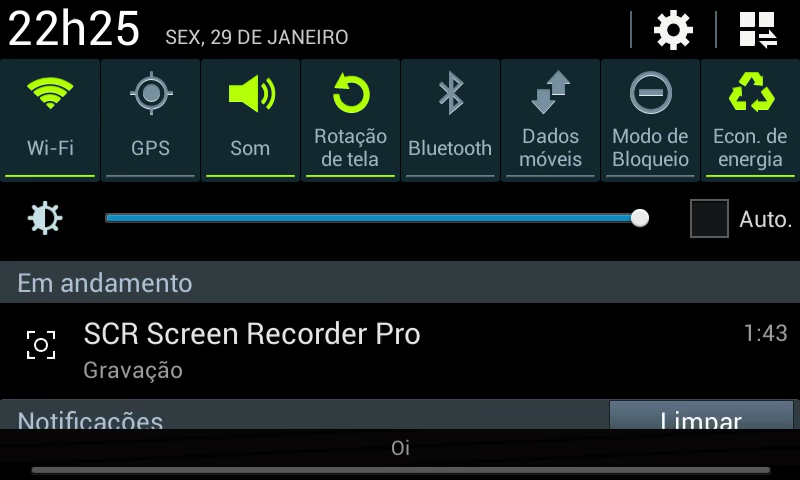 22h25 SEX, 29 DE JANEIRO
Wi-Fi
GPS
Som
Rotação
de tela
Bluetooth
Dados
móveis
Modo de
Bloqueio
Econ. de
energia
Auto.
Em andamento
SCR Screen Recorder Pro 1:43
Gravação
Notificações Limpar
Oi